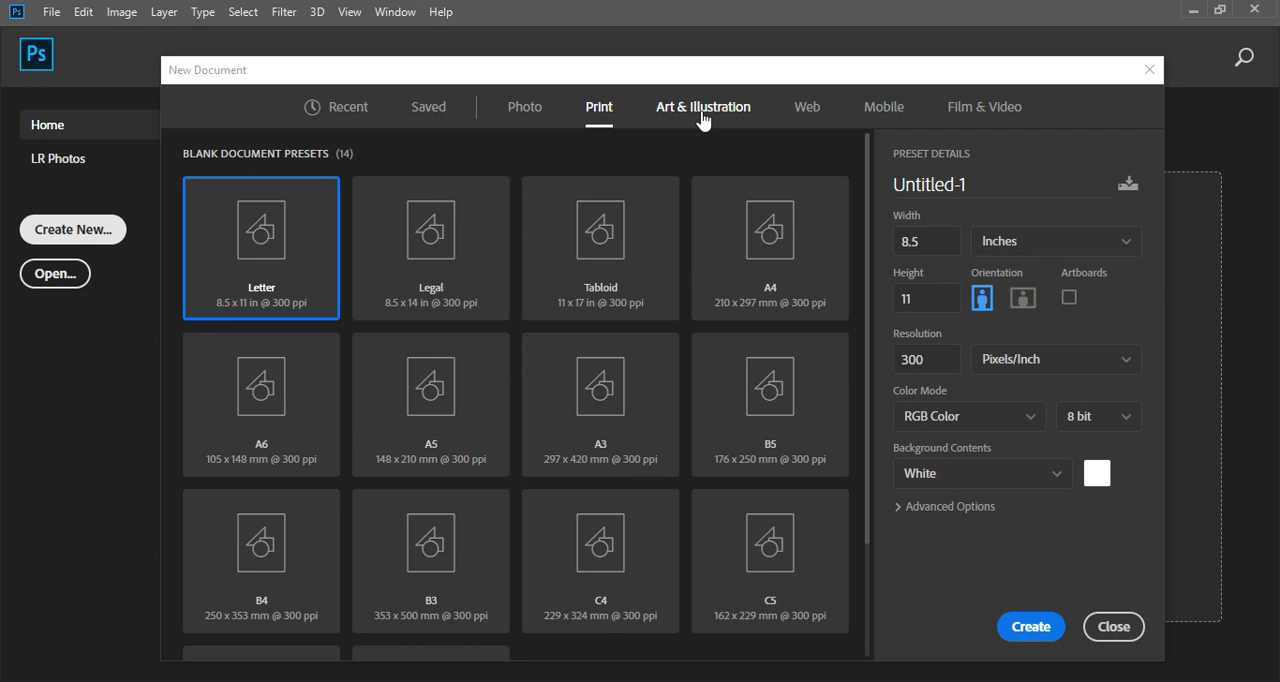 Ps File Edit Image Layer Type Select Filter 3D View Window Help
Ps
New Document
Recent Saved Photo Print Art & Illustration Web Mobile Film & Video
Home
LR Photos
Create New...
Open...
BLANK DOCUMENT PRESETS (14)
Letter
8.5 x 11 in @ 300 ppi
Legal
8.5 x 14 in @ 300 ppi
Tabloid
11 x 17 in @ 300 ppi
A4
210 x 297 mm @ 300 ppi
A6
105 x 148 mm @ 300 ppi
A5
148 x 210 mm @ 300 ppi
A3
297 x 420 mm @ 300 ppi
B5
176 x 250 mm @ 300 ppi
B4
250 x 353 mm @ 300 ppi
B3
353 x 500 mm @ 300 ppi
C4
229 x 324 mm @ 300 ppi
C5
162 x 229 mm @ 300 ppi
PRESET DETAILS
Untitled-1
Width
8.5 Inches
Height Orientation Artboards
11
Resolution
300 Pixels/Inch
Color Mode
RGB Color 8 bit
Background Contents
White
Advanced Options
Create Close